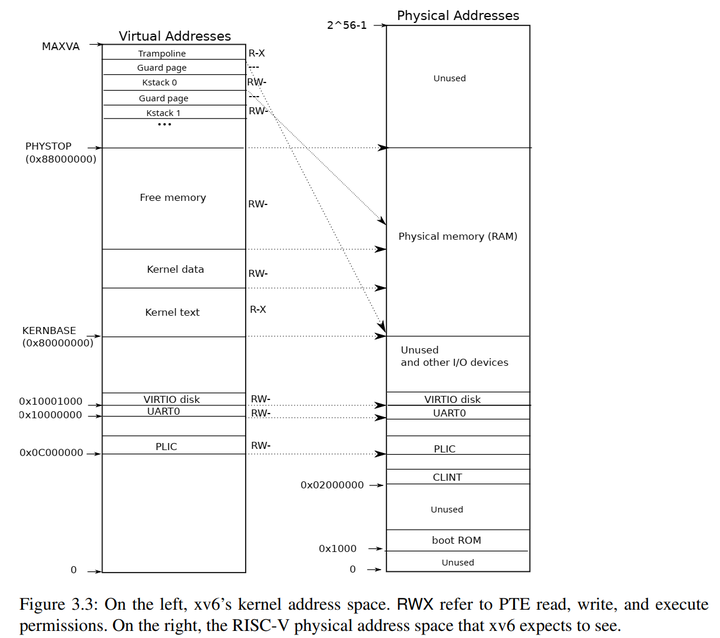 Physical Addresses
2^56-1
Virtual Addresses
MAXVA
Trampoline
R-X
Guard page
---
Kstack 0
RW-
Guard page
---
Kstack 1
RW-
...
Unused
PHYSTOP
(0x88000000)
Free memory
RW-
Physical memory (RAM)
Kernel data
RW-
Kernel text
R-X
KERNBASE
(0x80000000)
Unused
and other I/O devices
0x10001000
VIRTIO disk
RW-
VIRTIO disk
0x10000000
UART0
RW-
UART0
0x0C000000
PLIC
RW-
PLIC
CLINT
0x02000000
Unused
boot ROM
0x1000
Unused
0
0
Figure 3.3: On the left, xv6's kernel address space. RWX refer to PTE read, write, and execute
permissions. On the right, the RISC-V physical address space that xv6 expects to see.